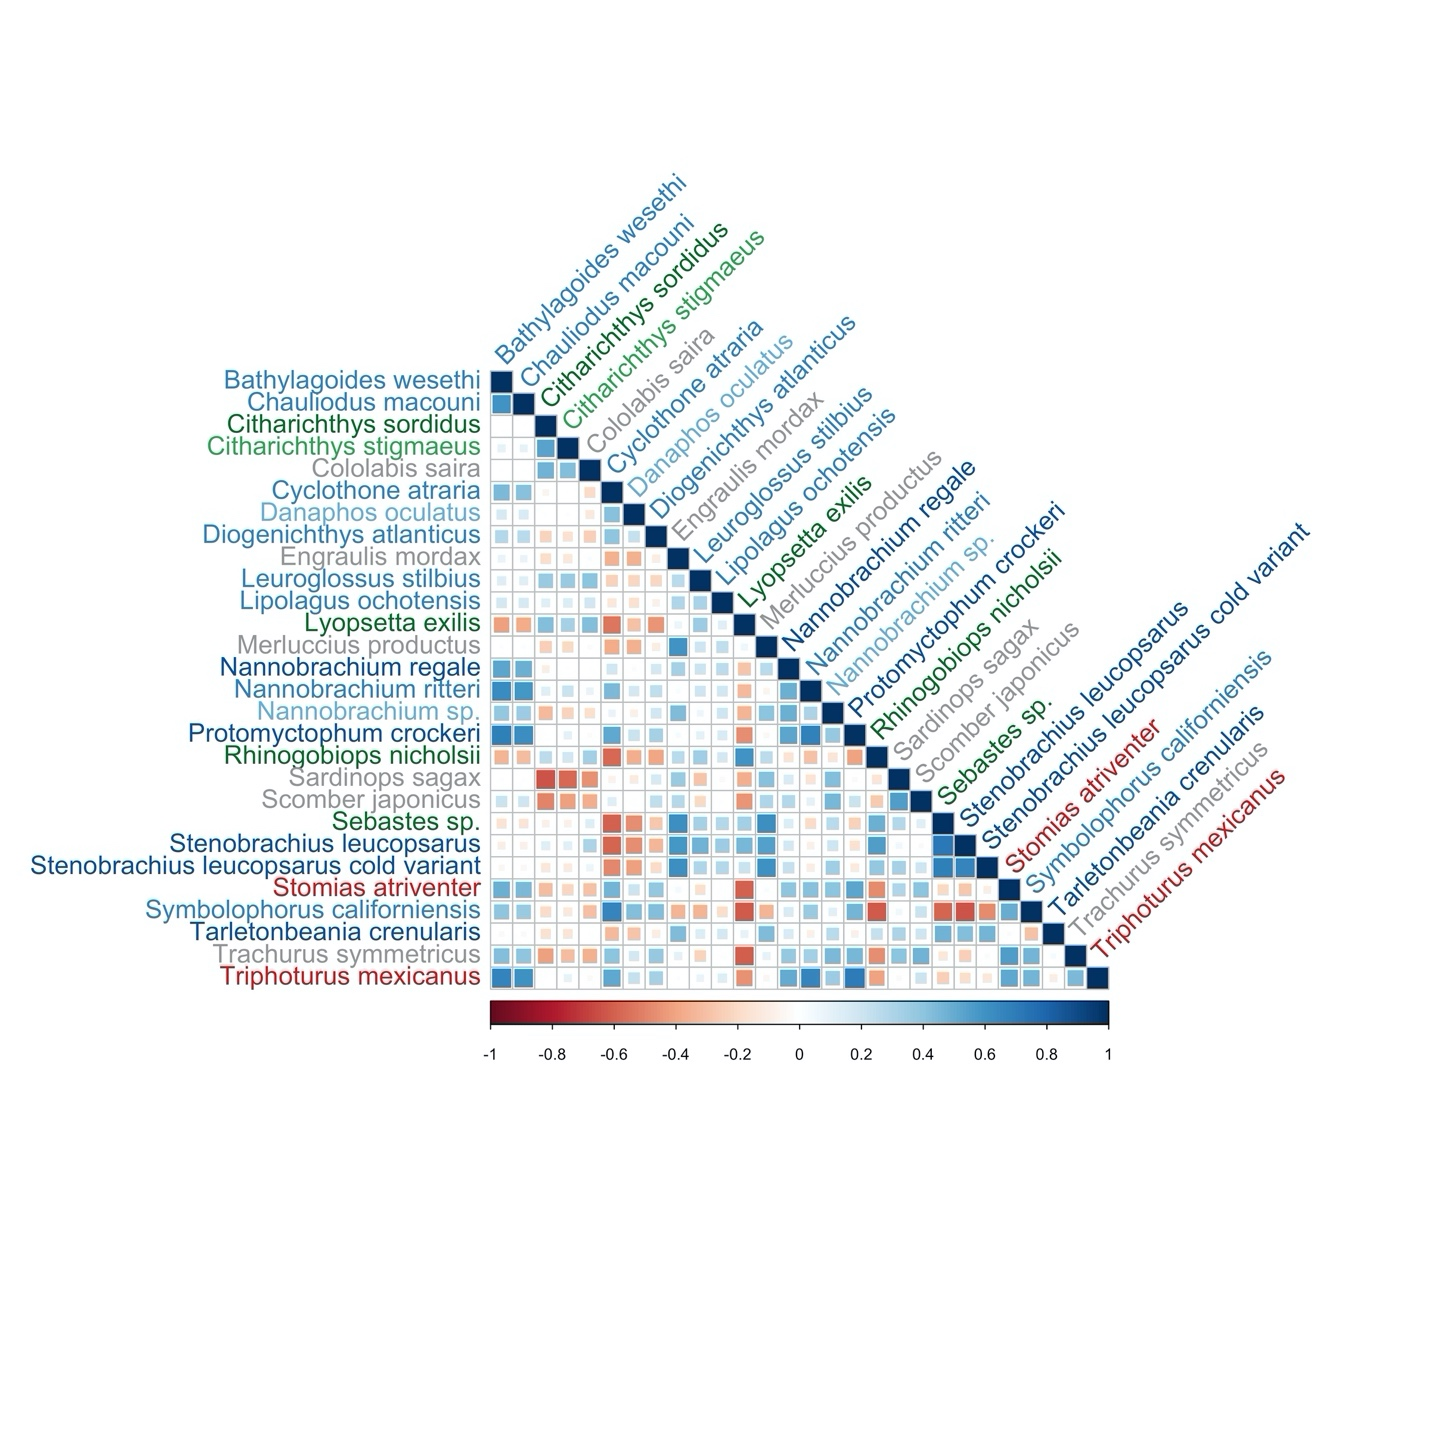 Bathylagoides wesethi
Chauliodus macouni
Citharichthys sordidus
Citharichthys stigmaeus
Cololabis saira
Cyclothone atraria
Danaphos oculatus
Diogenichthys atlanticus
Engraulis mordax
Leuroglossus stilbius
Lipolagus ochotensis
Lyopsetta exilis
Merluccius productus
Nannobrachium regale
Nannobrachium ritteri
Nannobrachium sp.
Protomyctophum crockeri
Rhinogobiops nicholsii
Sardinops sagax
Scomber japonicus
Sebastes sp.
Stenobrachius leucopsarus
Stenobrachius leucopsarus cold variant
Stomias atriventer
Symbolophorus californiensis
Tarletonbeania crenularis
Trachurus symmetricus
Triphoturus mexicanus
Bathylagoides wesethi
Chauliodus macouni
Citharichthys sordidus
Citharichthys stigmaeus
Cololabis saira
Cyclothone atraria
Danaphos oculatus
Diogenichthys atlanticus
Engraulis mordax
Leuroglossus stilbius
Lipolagus ochotensis
Lyopsetta exilis
Merluccius productus
Nannobrachium regale
Nannobrachium ritteri
Nannobrachium sp.
Protomyctophum crockeri
Rhinogobiops nicholsii
Sardinops sagax
Scomber japonicus
Sebastes sp.
Stenobrachius leucopsarus
Stenobrachius leucopsarus cold variant
Stomias atriventer
Symbolophorus californiensis
Tarletonbeania crenularis
Trachurus symmetricus
Triphoturus mexicanus
-1 -0.8 -0.6 -0.4 -0.2 0 0.2 0.4 0.6 0.8 1